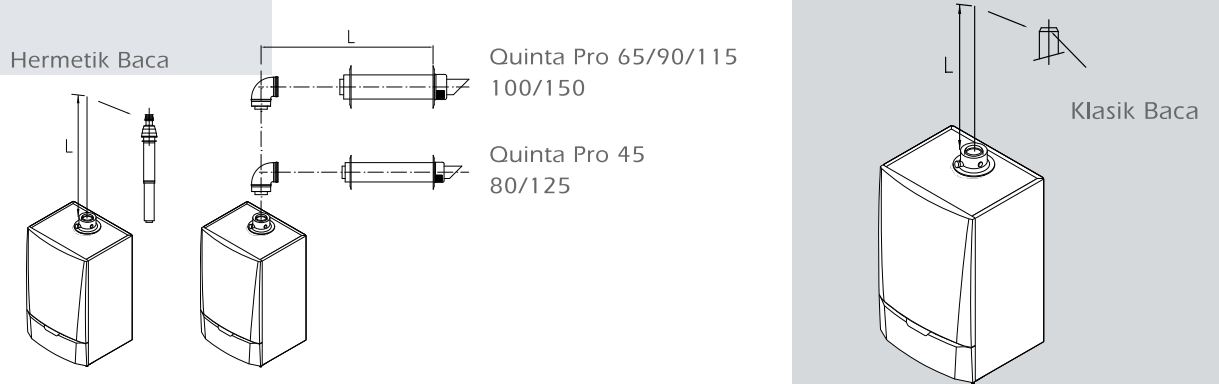 Hermetik Baca
L
L
Quinta Pro 65/90/115
100/150
Quinta Pro 45
80/125
L
Klasik Baca